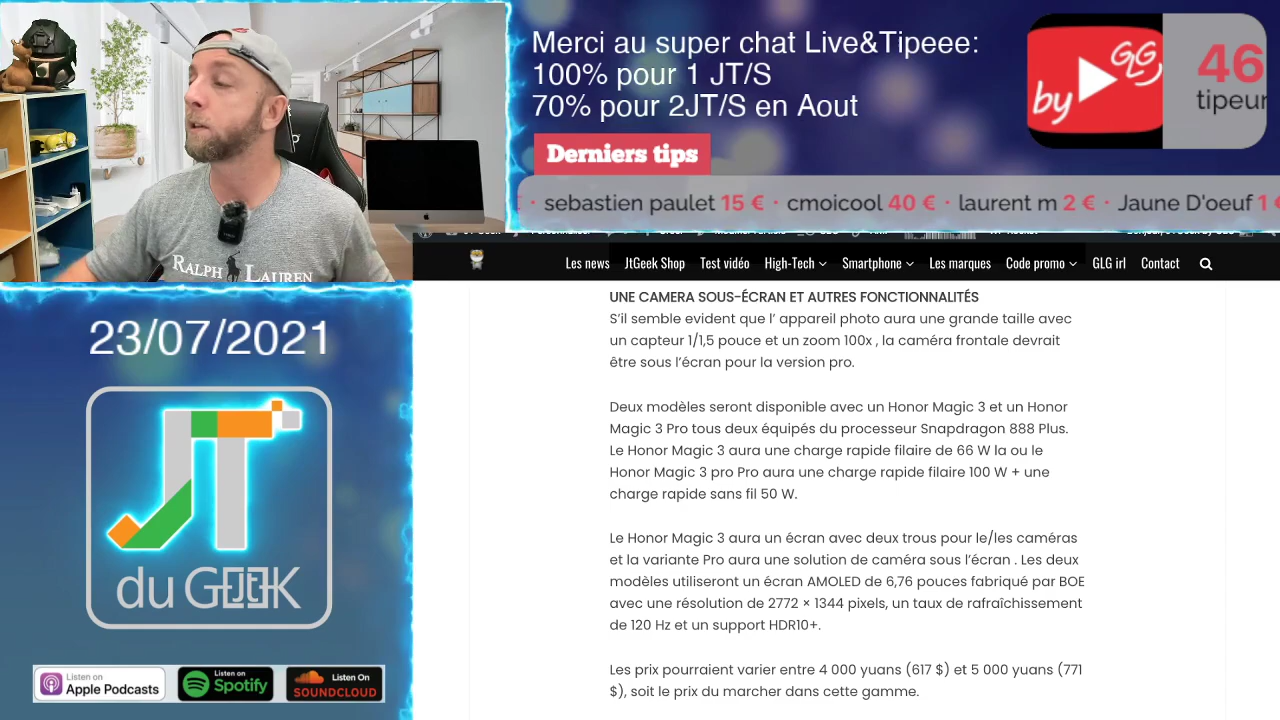 Merci au super chat Live&Tipeee:
100% pour 1 JT/S
70% pour 2JT/S en Aout
by GLG
46
tipeur
Derniers tips
€ · sebastien paulet 15 € · cmoicool 40 € · laurent m 2 € · Jaune D'oeuf 1 €
RALPH LAUREN
Les news JtGeek Shop Test vidéo High-Tech Smartphone Les marques Code promo GLG irl Contact
23/07/2021
JT
du GEEK
Listen on
Apple Podcasts
Listen on
Spotify
Listen on
SOUNDCLOUD
UNE CAMERA SOUS-ÉCRAN ET AUTRES FONCTIONNALITÉS
S’il semble evident que l’ appareil photo aura une grande taille avec
un capteur 1/1,5 pouce et un zoom 100x , la caméra frontale devrait
être sous l’écran pour la version pro.
Deux modèles seront disponible avec un Honor Magic 3 et un Honor
Magic 3 Pro tous deux équipés du processeur Snapdragon 888 Plus.
Le Honor Magic 3 aura une charge rapide filaire de 66 W la ou le
Honor Magic 3 pro Pro aura une charge rapide filaire 100 W + une
charge rapide sans fil 50 W.
Le Honor Magic 3 aura un écran avec deux trous pour le/les caméras
et la variante Pro aura une solution de caméra sous l’écran . Les deux
modèles utiliseront un écran AMOLED de 6,76 pouces fabriqué par BOE
avec une résolution de 2772 × 1344 pixels, un taux de rafraîchissement
de 120 Hz et un support HDR10+.
Les prix pourraient varier entre 4 000 yuans (617 $) et 5 000 yuans (771
$), soit le prix du marcher dans cette gamme.